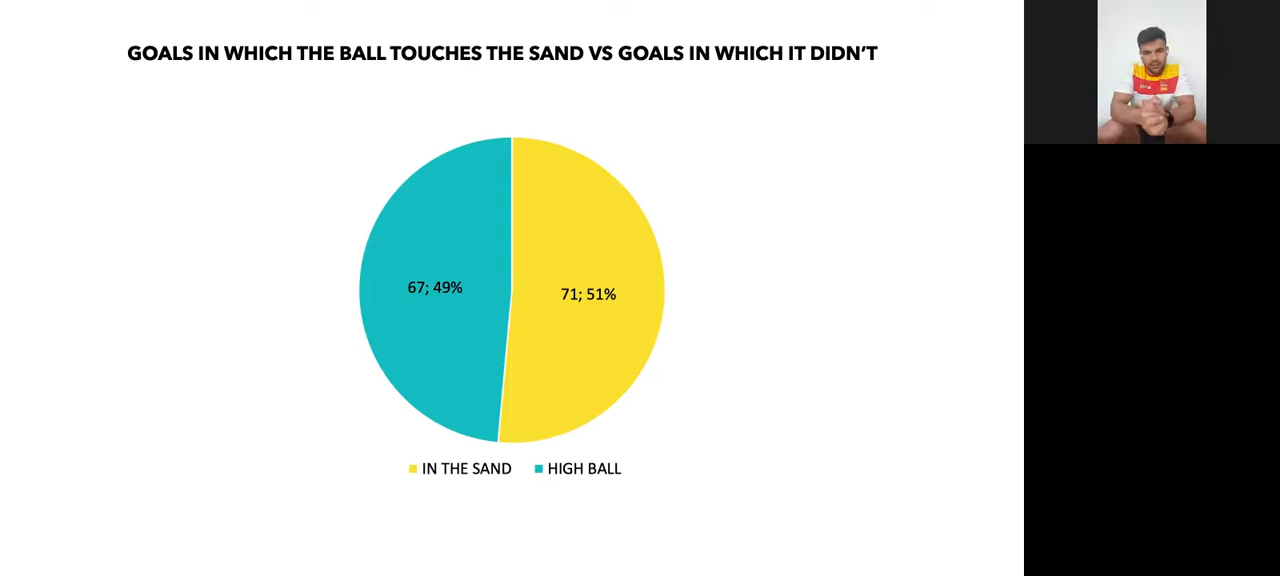 GOALS IN WHICH THE BALL TOUCHES THE SAND VS GOALS IN WHICH IT DIDN'T
67; 49%
71; 51%
IN THE SAND
HIGH BALL